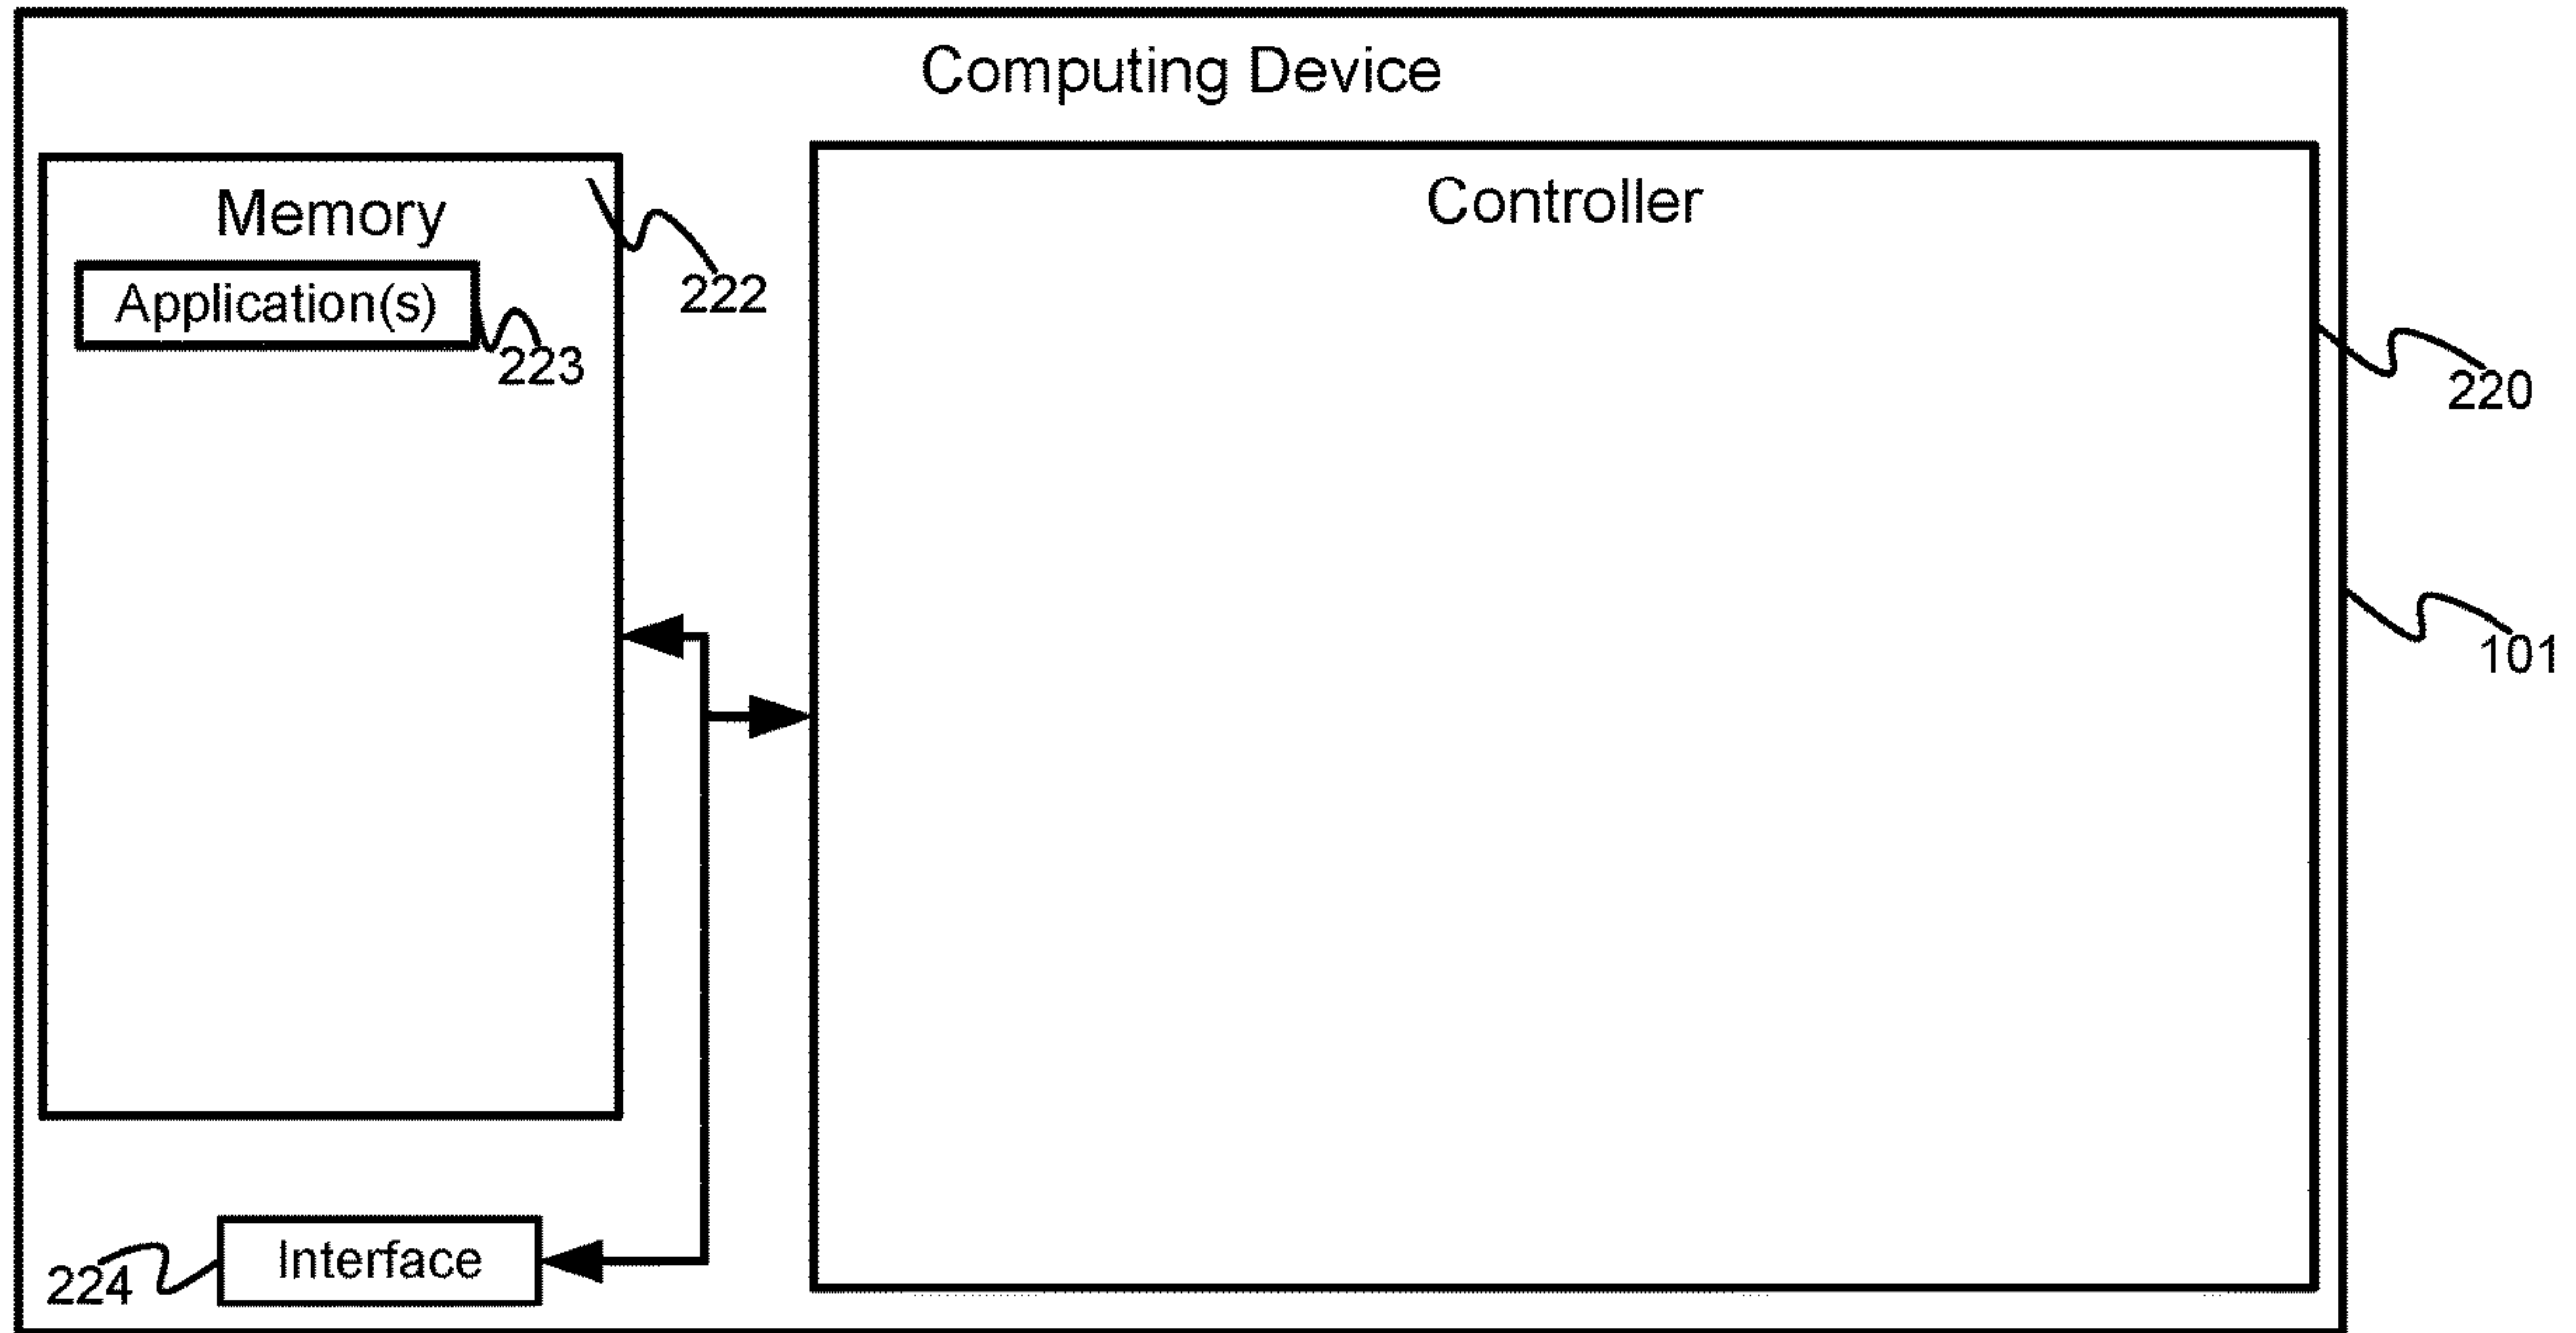 Computing Device
Memory
Controller
Application(s)
222
223
220
101
Interface
224